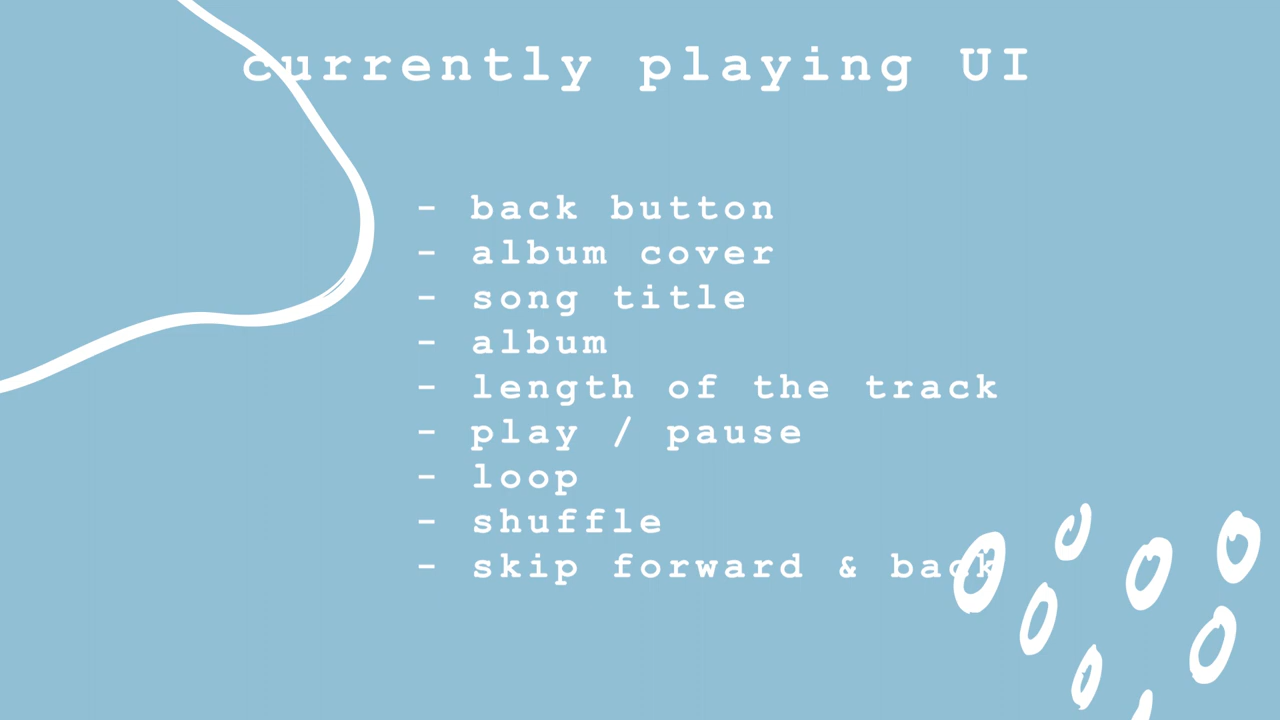 currently playing UI
- back button
- album cover
- song title
- album
- length of the track
- play / pause
- loop
- shuffle
- skip forward & back